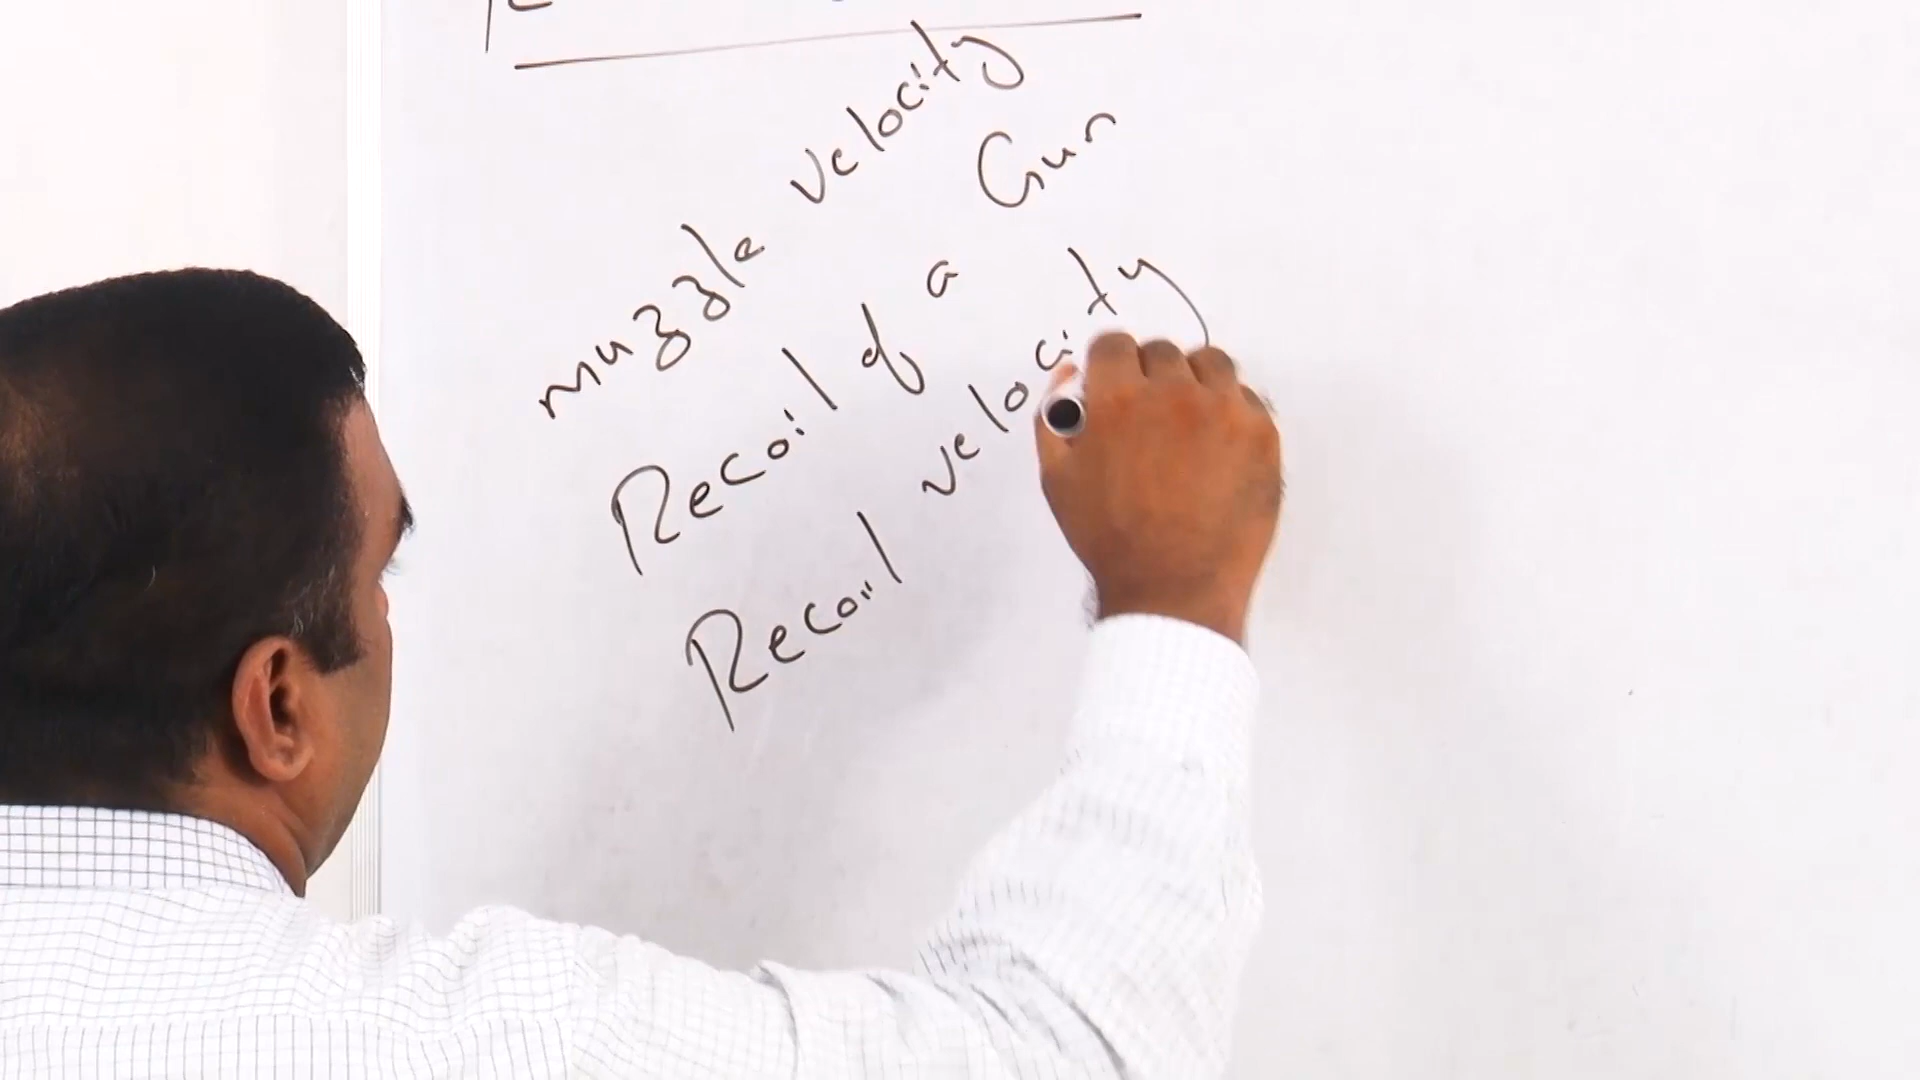 muzzle velocity
Recoil of a Gun
Recoil velocity